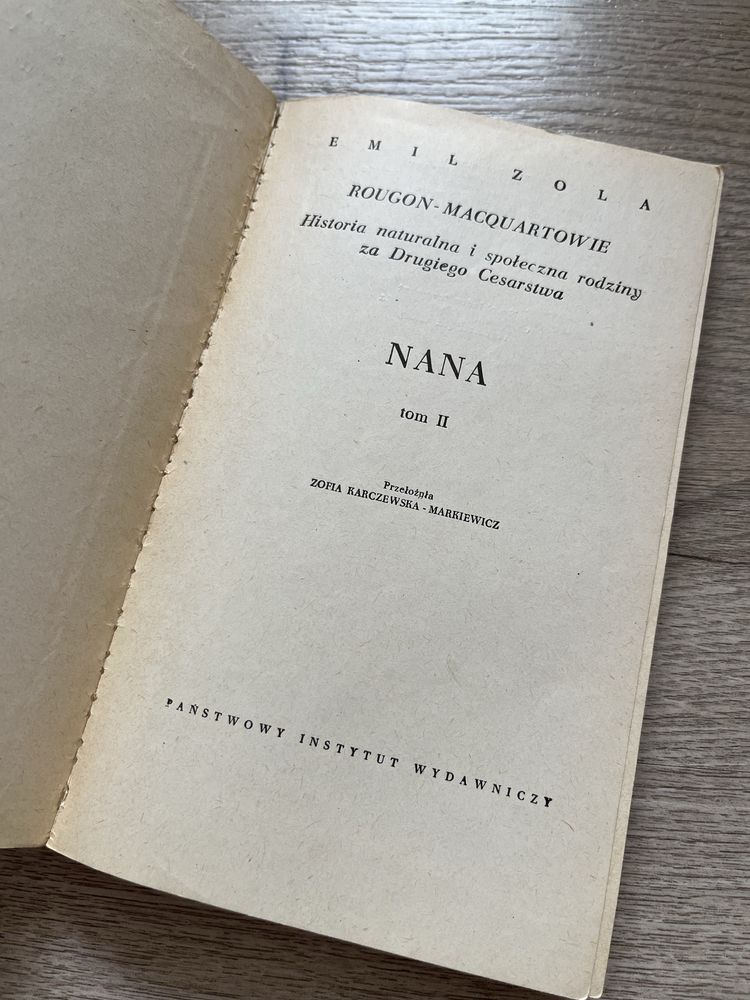 EMIL ZOLA
ROUGON-MACQUARTOWIE
Historia naturalna i społeczna rodziny
za Drugiego Cesarstwa
NANA
tom II
Przełożyła
ZOFIA KARCZEWSKA-MARKIEWICZ
PAŃSTWOWY INSTYTUT WYDAWNICZY